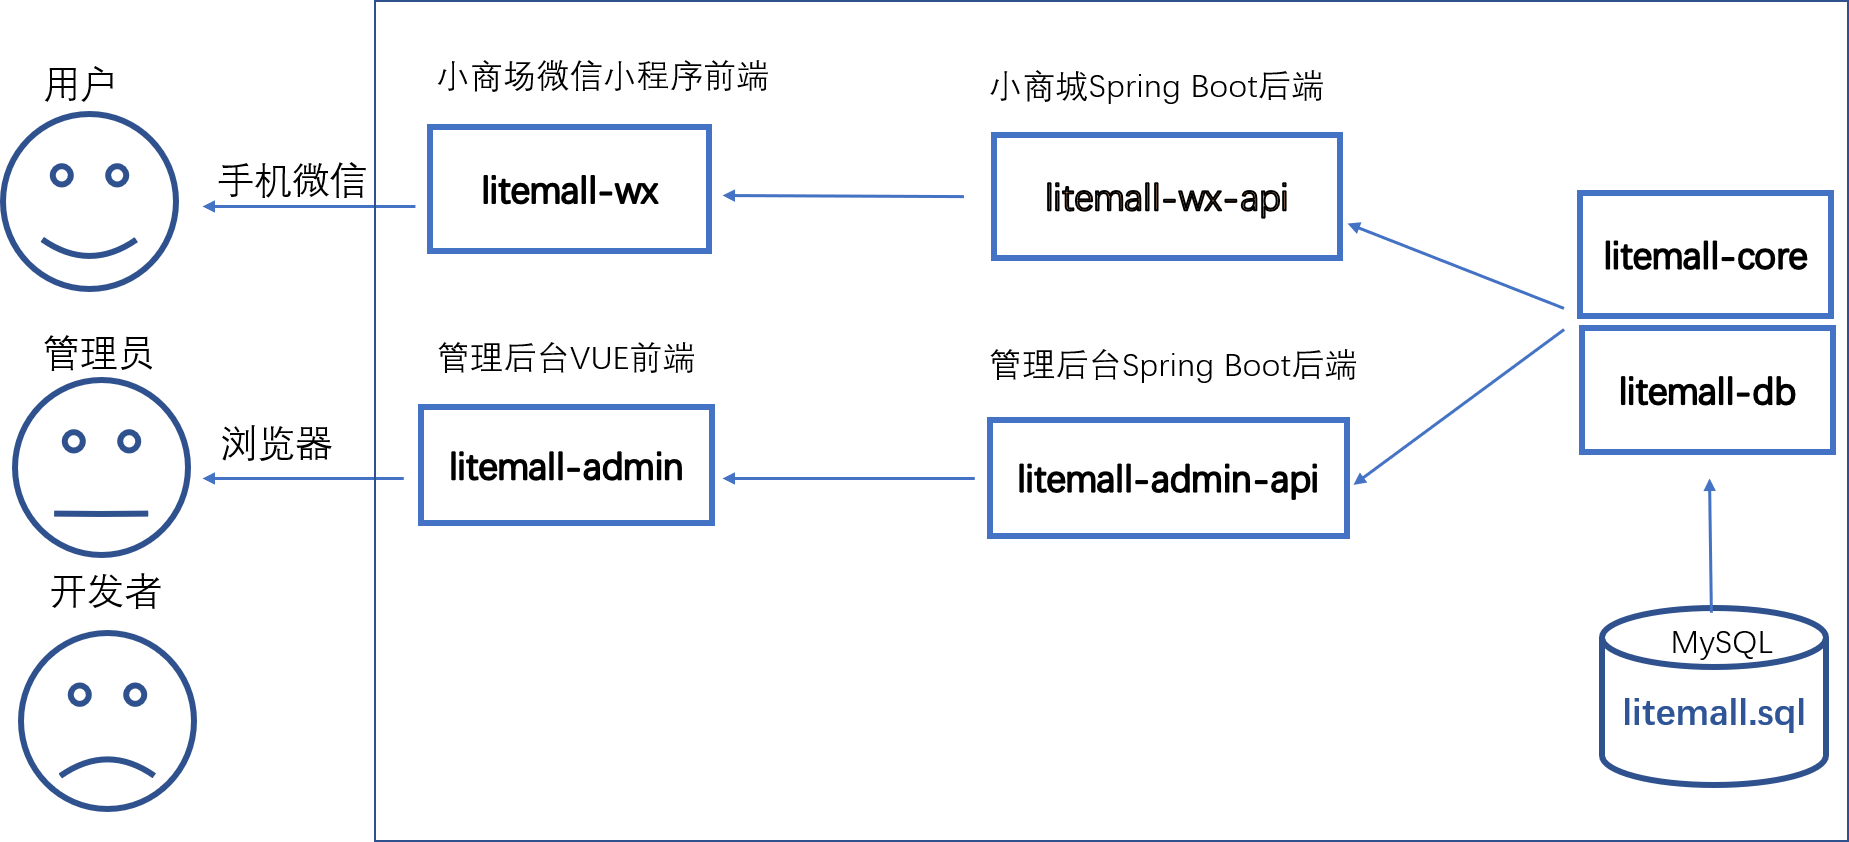 用户
手机微信
小商场微信小程序前端
litemall-wx
小商城Spring Boot后端
litemall-wx-api
litemall-core
litemall-db
管理员
浏览器
管理后台VUE前端
litemall-admin
管理后台Spring Boot后端
litemall-admin-api
开发者
MySQL
litemall.sql